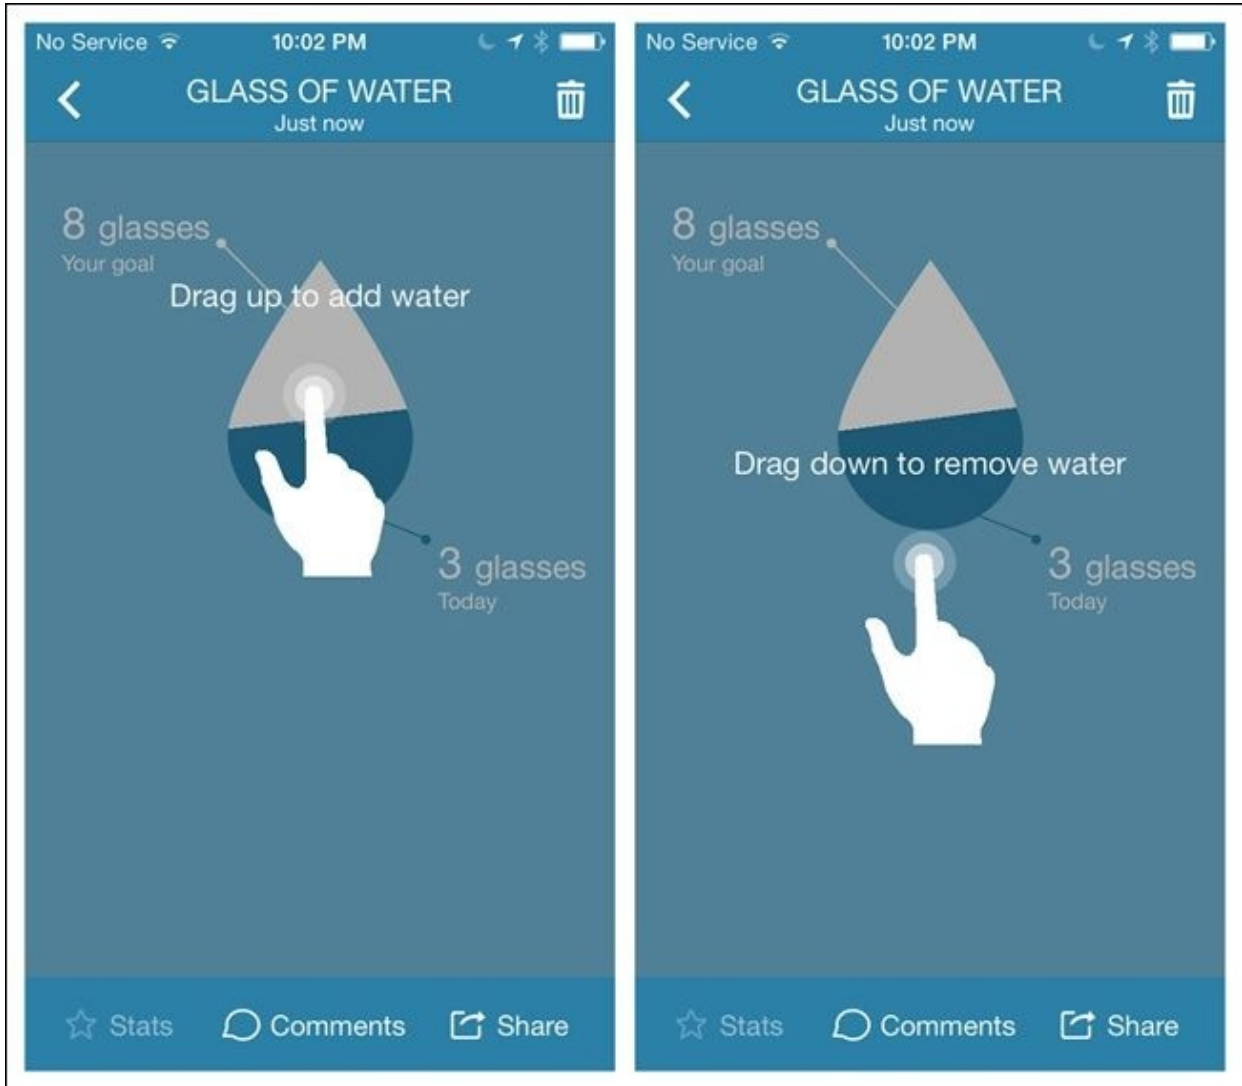 No Service 10:02 PM
GLASS OF WATER
Just now
8 glasses
Your goal
Drag up to add water
3 glasses
Today
Stats Comments Share
No Service 10:02 PM
GLASS OF WATER
Just now
8 glasses
Your goal
Drag down to remove water
3 glasses
Today
Stats Comments Share